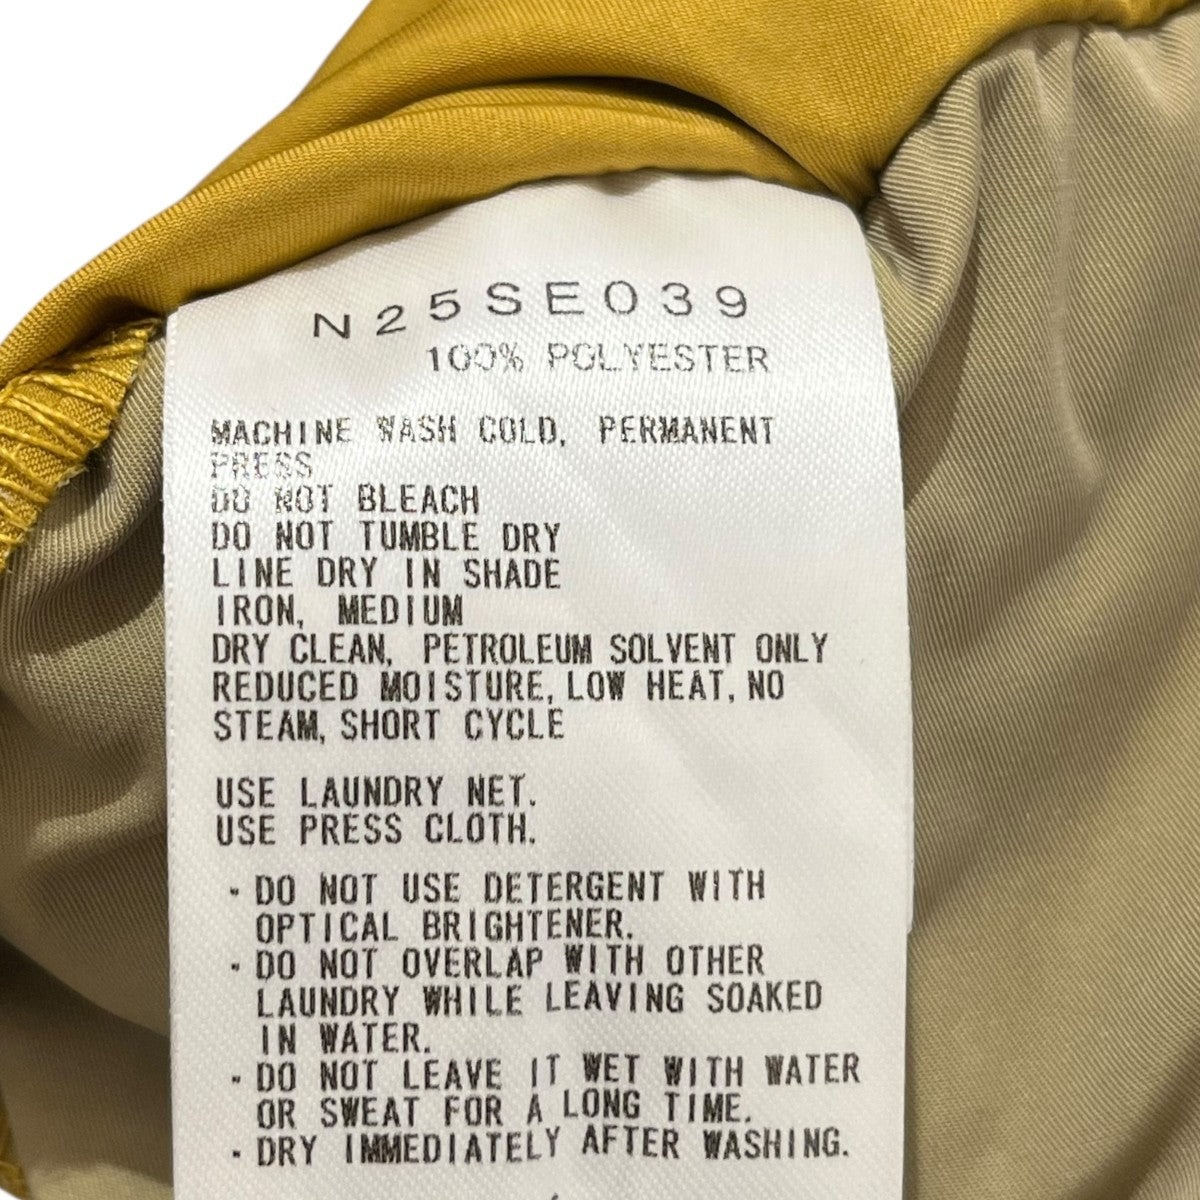 N25SE039
100% POLYESTER
MACHINE WASH COLD, PERMANENT
PRESS
DO NOT BLEACH
DO NOT TUMBLE DRY
LINE DRY IN SHADE
IRON, MEDIUM
DRY CLEAN, PETROLEUM SOLVENT ONLY
REDUCED MOISTURE, LOW HEAT, NO
STEAM, SHORT CYCLE
USE LAUNDRY NET.
USE PRESS CLOTH.
- DO NOT USE DETERGENT WITH
OPTICAL BRIGHTENER.
- DO NOT OVERLAP WITH OTHER
LAUNDRY WHILE LEAVING SOAKED
IN WATER.
- DO NOT LEAVE IT WET WITH WATER
OR SWEAT FOR A LONG TIME.
- DRY IMMEDIATELY AFTER WASHING.